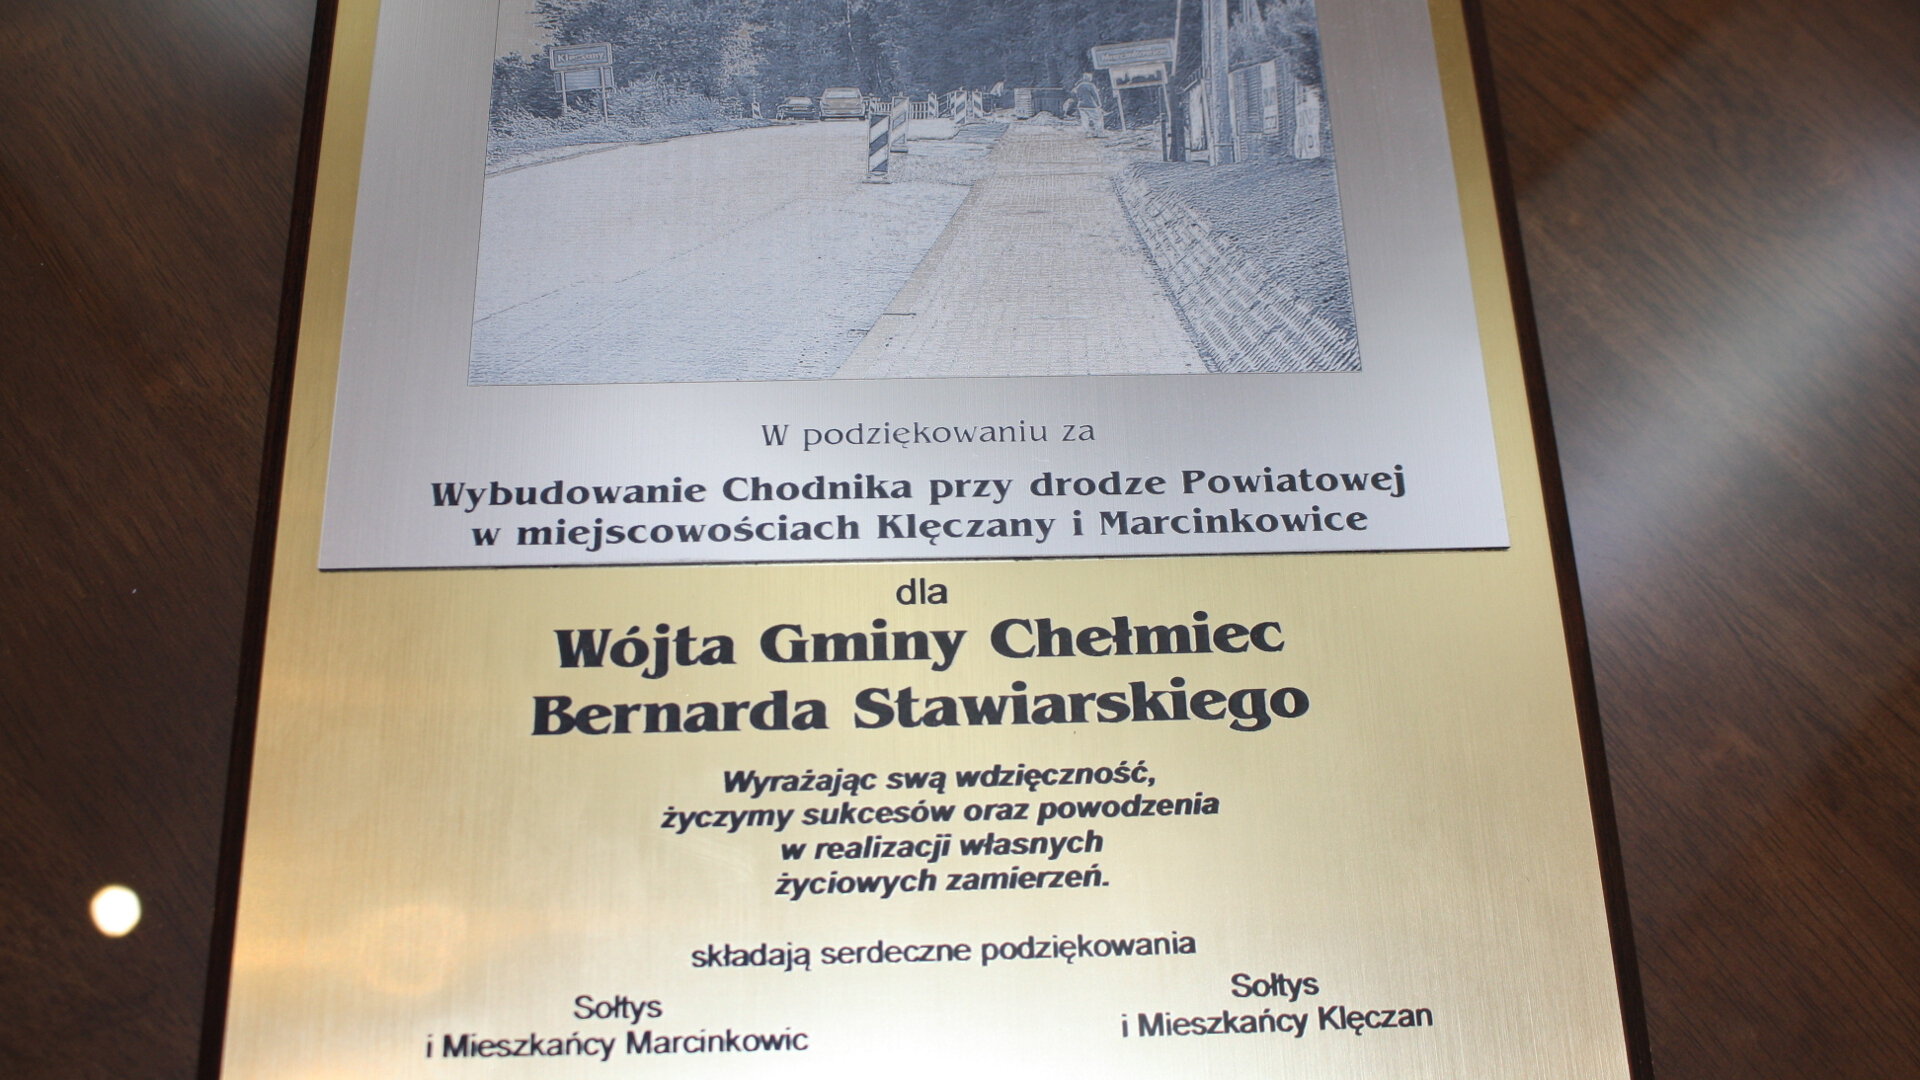 Klęczany
W podziękowaniu za
Wybudowanie Chodnika przy drodze Powiatowej
w miejscowościach Klęczany i Marcinkowice
dla
Wójta Gminy Chełmiec
Bernarda Stawiarskiego
Wyrażając swą wdzięczność,
życzymy sukcesów oraz powodzenia
w realizacji własnych
życiowych zamierzeń.
składają serdeczne podziękowania
Sołtys
i Mieszkańcy Marcinkowic
Sołtys
i Mieszkańcy Klęczan